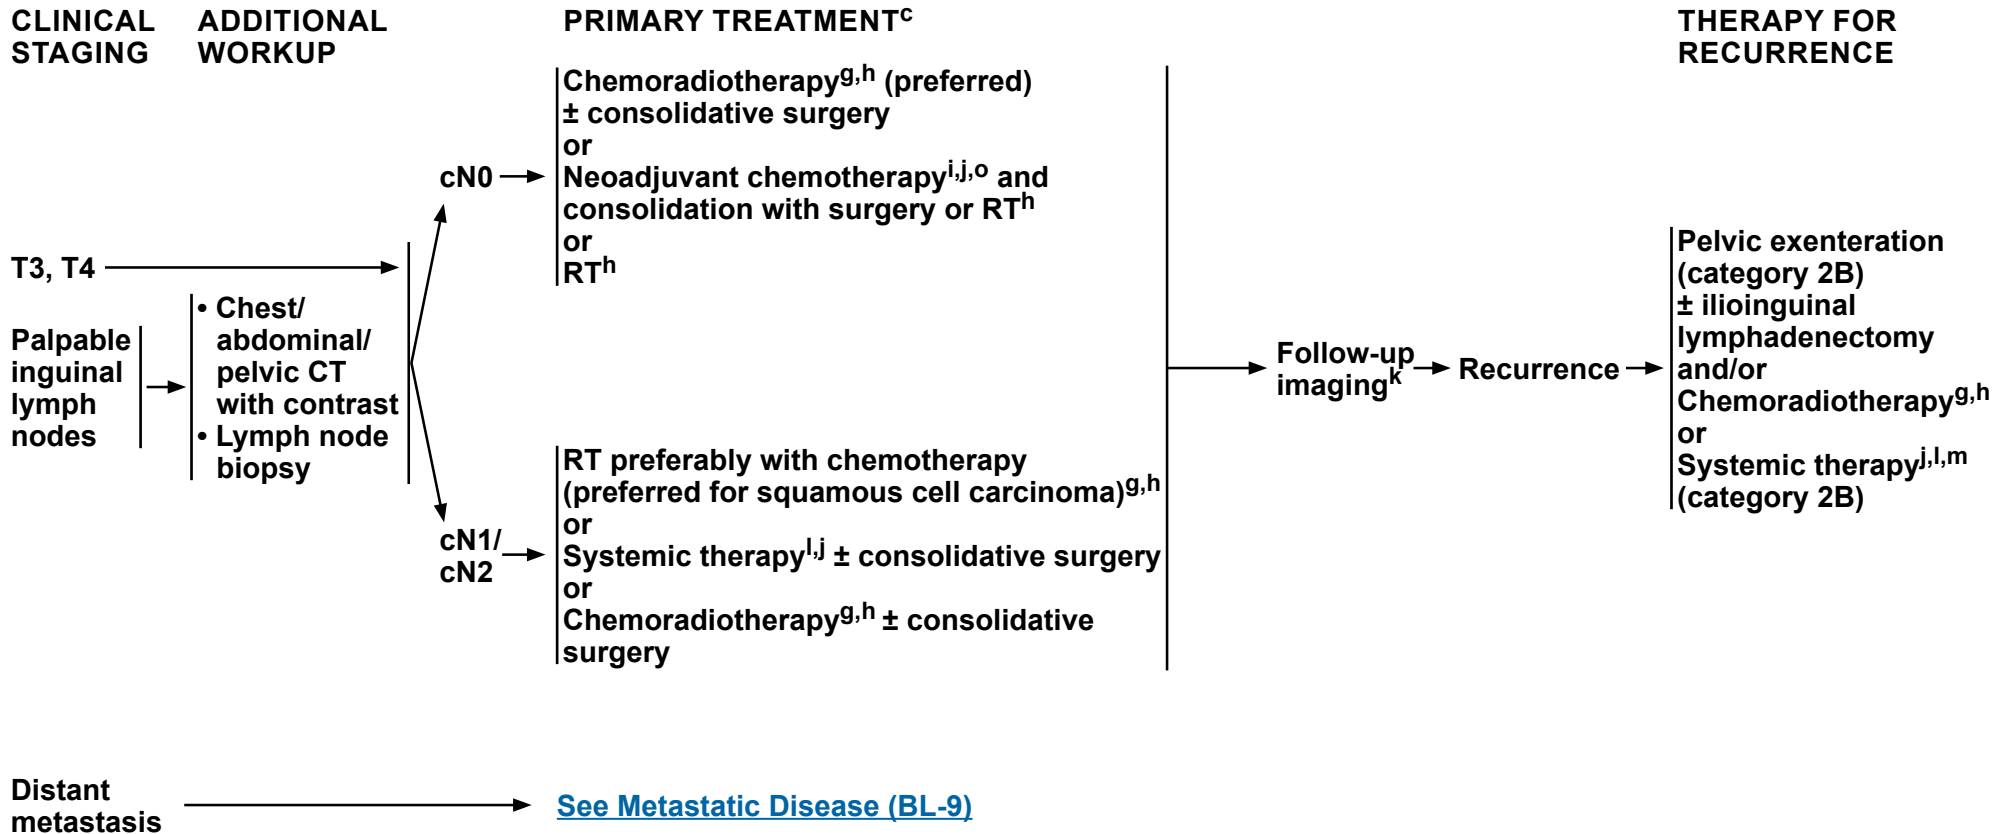 CLINICAL
STAGING
ADDITIONAL
WORKUP
PRIMARY TREATMENTc
THERAPY FOR
RECURRENCE
T3, T4
Palpable
inguinal
lymph
nodes
• Chest/
abdominal/
pelvic CT
with contrast
• Lymph node
biopsy
cN0
Chemoradiotherapyg,h (preferred)
± consolidative surgery
or
Neoadjuvant chemotherapyi,j,o and
consolidation with surgery or RTh
or
RTh
cN1/
cN2
RT preferably with chemotherapy
(preferred for squamous cell carcinoma)g,h
or
Systemic therapyl,j ± consolidative surgery
or
Chemoradiotherapyg,h ± consolidative
surgery
Follow-up
imagingk
Recurrence
Pelvic exenteration
(category 2B)
± ilioinguinal
lymphadenectomy
and/or
Chemoradiotherapyg,h
or
Systemic therapyj,l,m
(category 2B)
Distant
metastasis
See Metastatic Disease (BL-9)